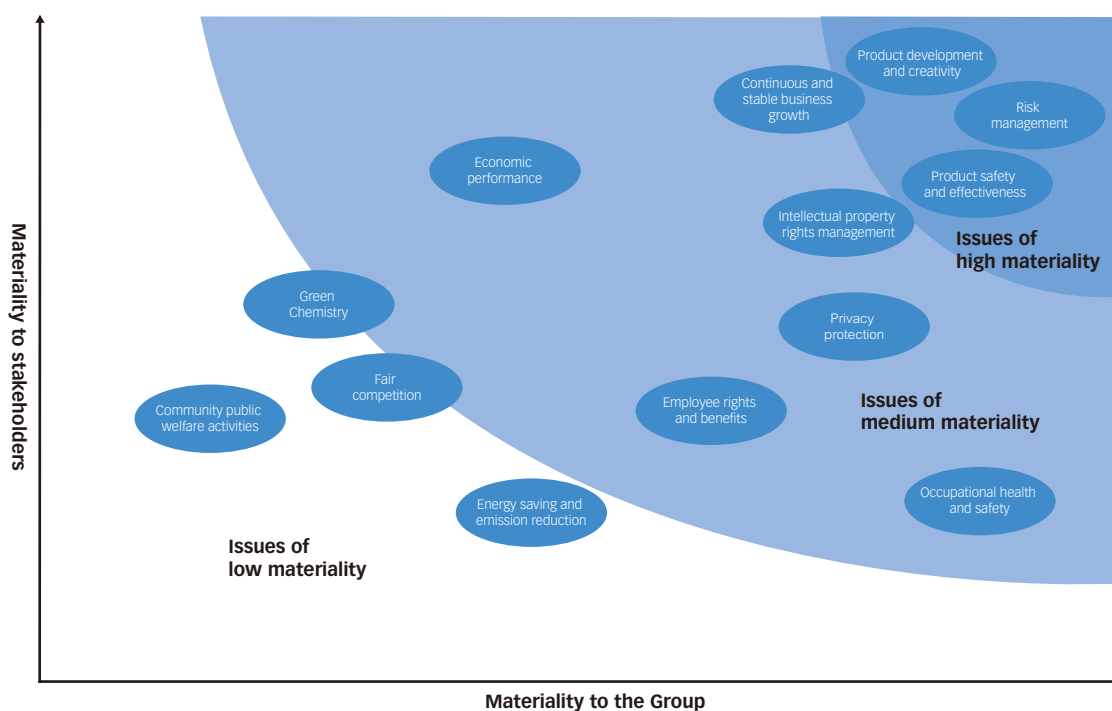 Product development
and creativity
Continuous and
stable business
growth
Risk
management
Economic
performance
Product safety
and effectiveness
Intellectual property
rights management
Issues of
high materiality
Green
Chemistry
Privacy
protection
Fair
competition
Community public
welfare activities
Employee rights
and benefits
Issues of
medium materiality
Energy saving and
emission reduction
Occupational health
and safety
Issues of
low materiality
Materiality to stakeholders
Materiality to the Group